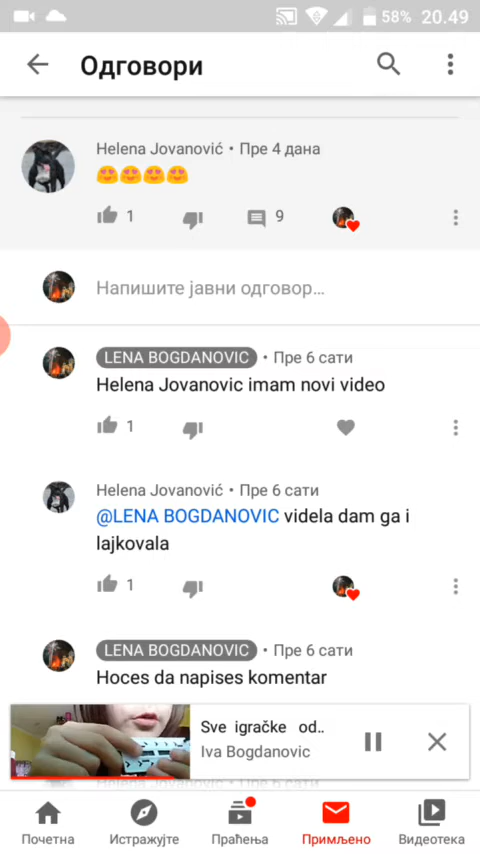 58% 20.49
Одговори
Helena Jovanović • Пре 4 дана
😍😍😍😍
1 9
Напишите јавни одговор...
LENA BOGDANOVIC • Пре 6 сати
Helena Jovanovic imam novi video
1
Helena Jovanović • Пре 6 сати
@LENA BOGDANOVIC videla dam ga i
lajkovala
1
LENA BOGDANOVIC • Пре 6 сати
Hoces da napises komentar
Sve igračke od..
Iva Bogdanovic
Почетна Истражујте Праћења Примљено Видеотека